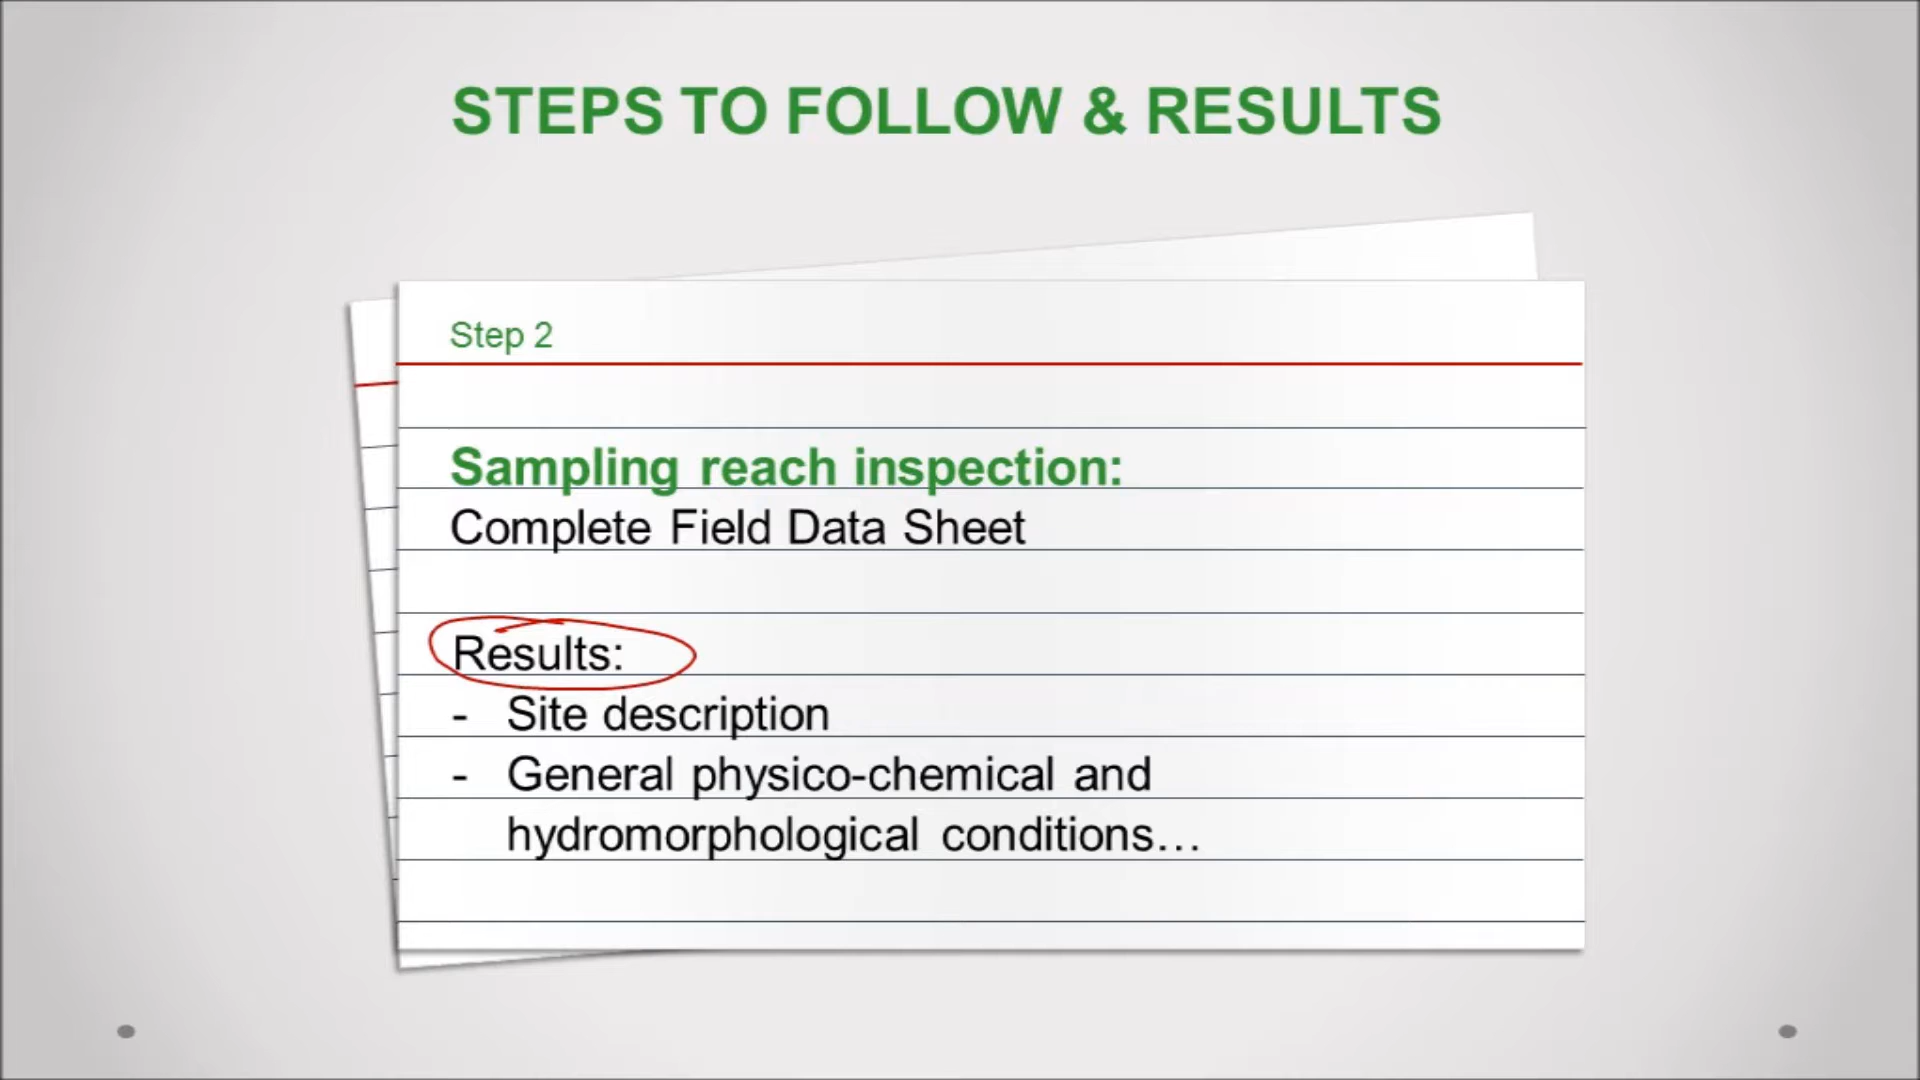 STEPS TO FOLLOW & RESULTS
Step 2
Sampling reach inspection:
Complete Field Data Sheet
Results:
- Site description
- General physico-chemical and
hydromorphological conditions…